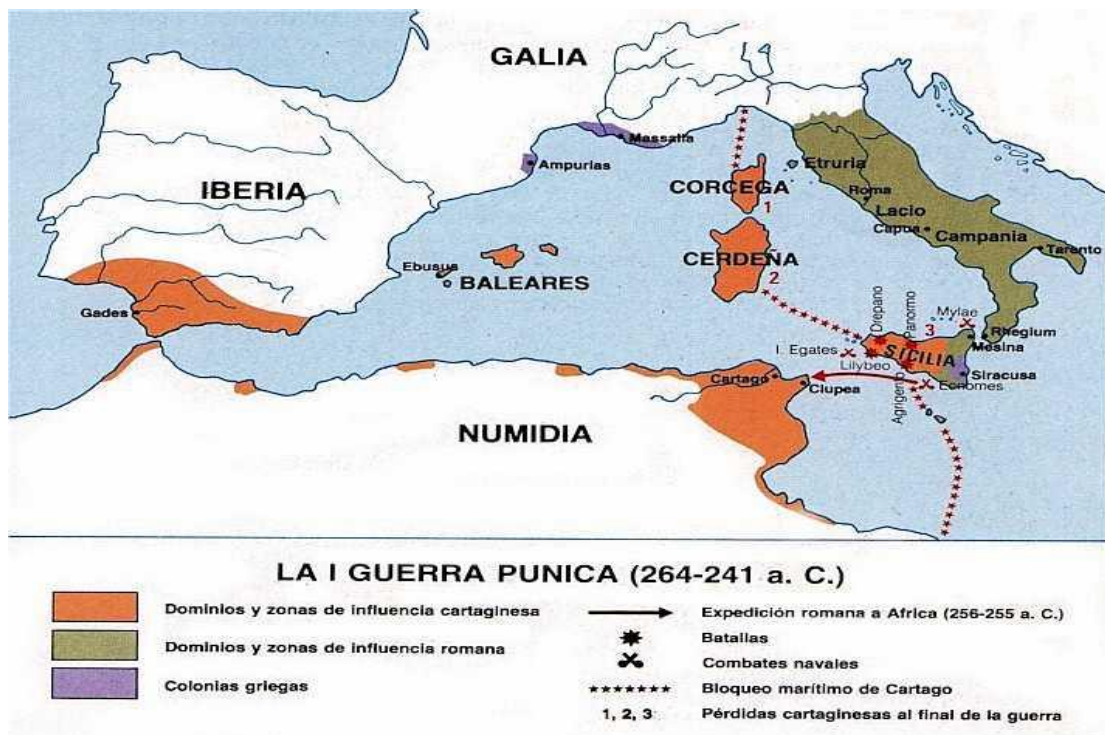 GALIA
Massalia
Ampurias
Etruria
IBERIA
CORCEGA
Roma
1
Lacio
Capua
Campania
Tarento
CERDEÑA
Ebusus
BALEARES
2
Gades
Drepano
Panormo
Mylae
3
Rhegium
Mesina
I. Egates
SICILIA
Lilybeo
Siracusa
Cartago
Clupea
Ecnomes
Agrigento
NUMIDIA
LA I GUERRA PUNICA (264-241 a. C.)
Dominios y zonas de influencia cartaginesa
Dominios y zonas de influencia romana
Colonias griegas
Expedición romana a Africa (256-255 a. C.)
Batallas
Combates navales
Bloqueo marítimo de Cartago
1, 2, 3 Pérdidas cartaginesas al final de la guerra